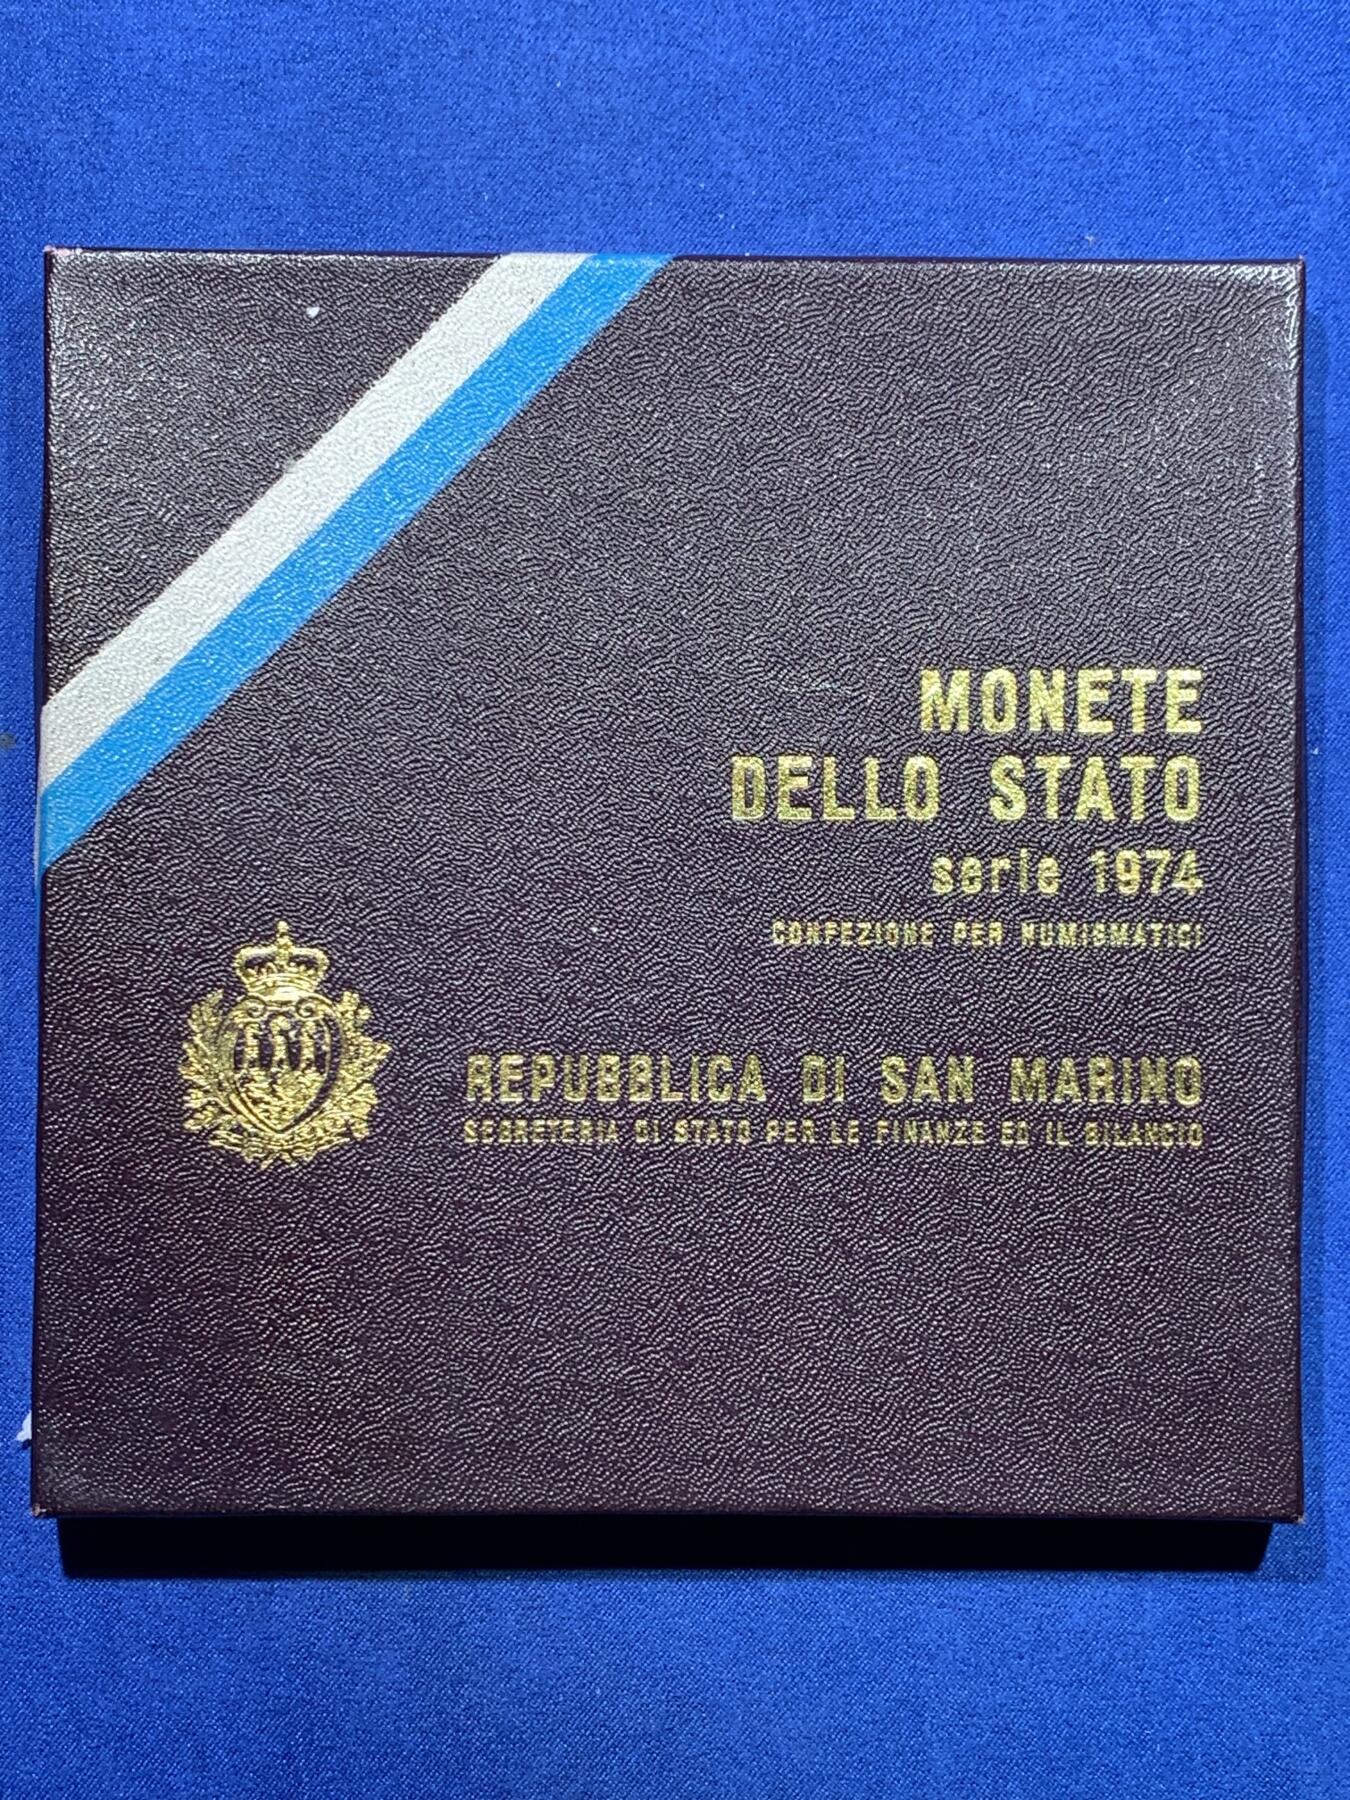 MONETE
DELLO STATO
serie 1974
CONFEZIONE PER NUMISMATICI
REPUBBLICA DI SAN MARINO
SEGRETERIA DI STATO PER LE FINANZE ED IL BILANCIO